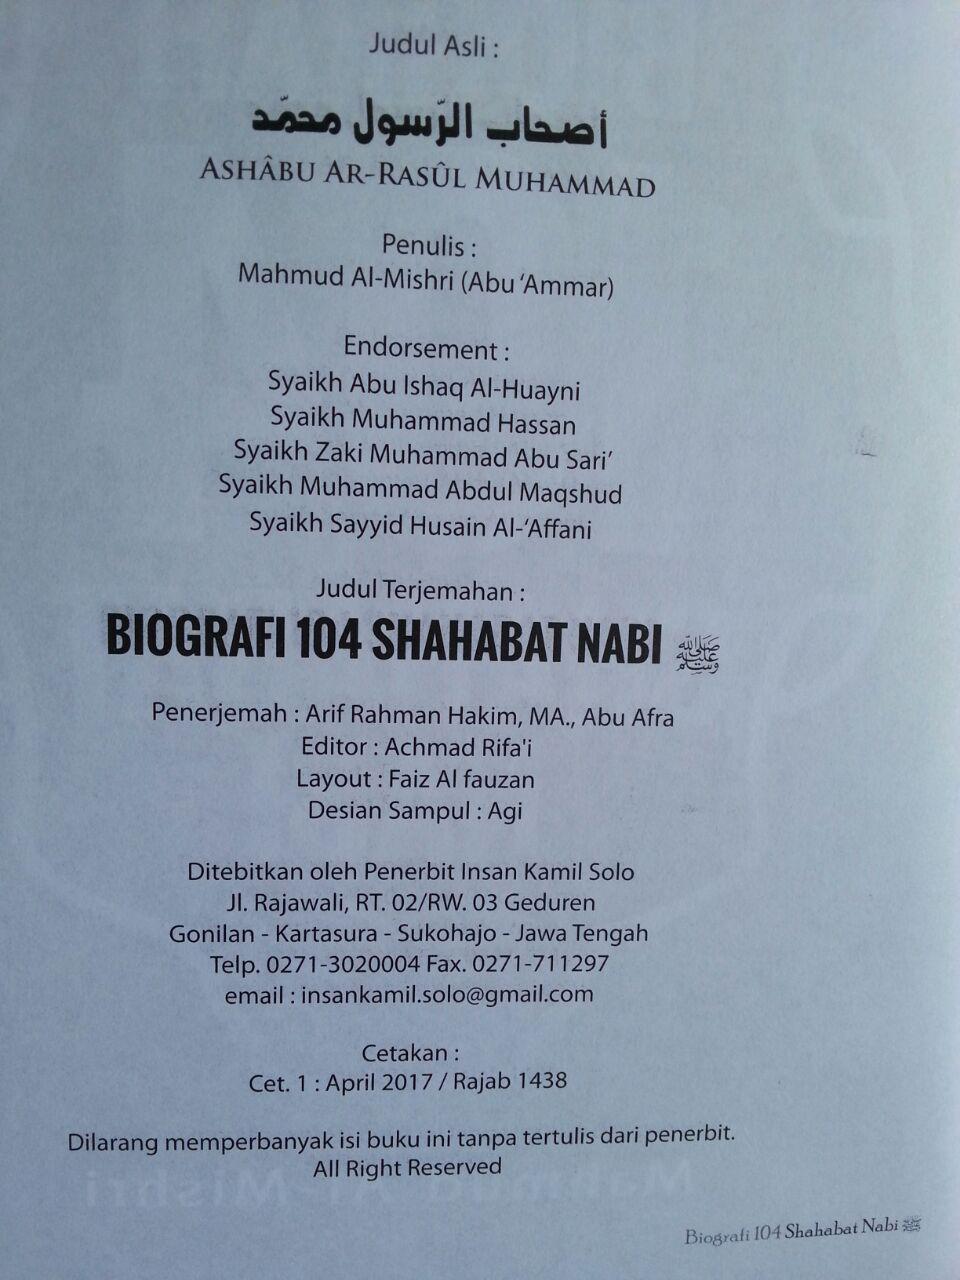 Judul Asli :
أصحاب الرّسول محمّد
ASHÂBU AR-RASÛL MUHAMMAD
Penulis :
Mahmud Al-Mishri (Abu ‘Ammar)
Endorsement :
Syaikh Abu Ishaq Al-Huayni
Syaikh Muhammad Hassan
Syaikh Zaki Muhammad Abu Sari’
Syaikh Muhammad Abdul Maqshud
Syaikh Sayyid Husain Al-‘Affani
Judul Terjemahan :
BIOGRAFI 104 SHAHABAT NABI ﷺ
Penerjemah : Arif Rahman Hakim, MA., Abu Afra
Editor : Achmad Rifa'i
Layout : Faiz Al fauzan
Desian Sampul : Agi
Ditebitkan oleh Penerbit Insan Kamil Solo
Jl. Rajawali, RT. 02/RW. 03 Geduren
Gonilan - Kartasura - Sukohajo - Jawa Tengah
Telp. 0271-3020004 Fax. 0271-711297
email : insankamil.solo@gmail.com
Cetakan :
Cet. 1 : April 2017 / Rajab 1438
Dilarang memperbanyak isi buku ini tanpa tertulis dari penerbit.
All Right Reserved
Mahmud Al-Mishri
Biografi 104 Shahabat Nabi ﷺ